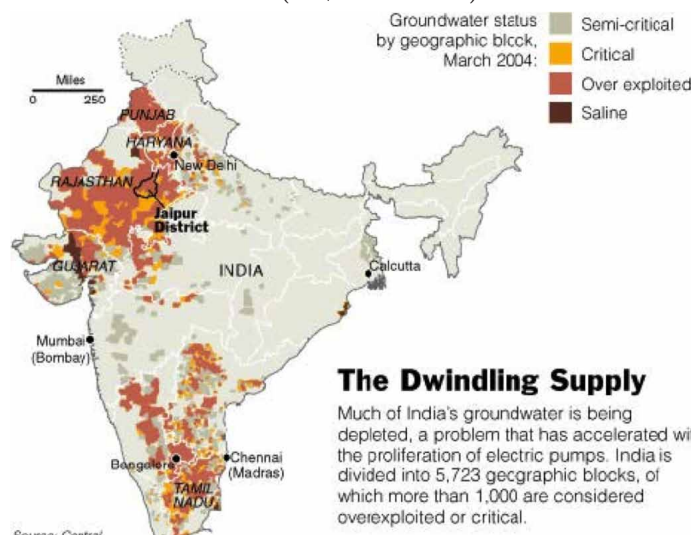 Groundwater status
by geographic block,
March 2004:
Semi-critical
Critical
Over exploited
Saline
Miles
0 250
PUNJAB
HARYANA
New Delhi
RAJASTHAN
Jaipur
District
GUJARAT
INDIA
Calcutta
Mumbai
(Bombay)
Bangalore
Chennai
(Madras)
TAMIL
NADU
The Dwindling Supply
Much of India's groundwater is being
depleted, a problem that has accelerated wi
the proliferation of electric pumps. India is
divided into 5,723 geographic blocks, of
which more than 1,000 are considered
overexploited or critical.
Source: Central